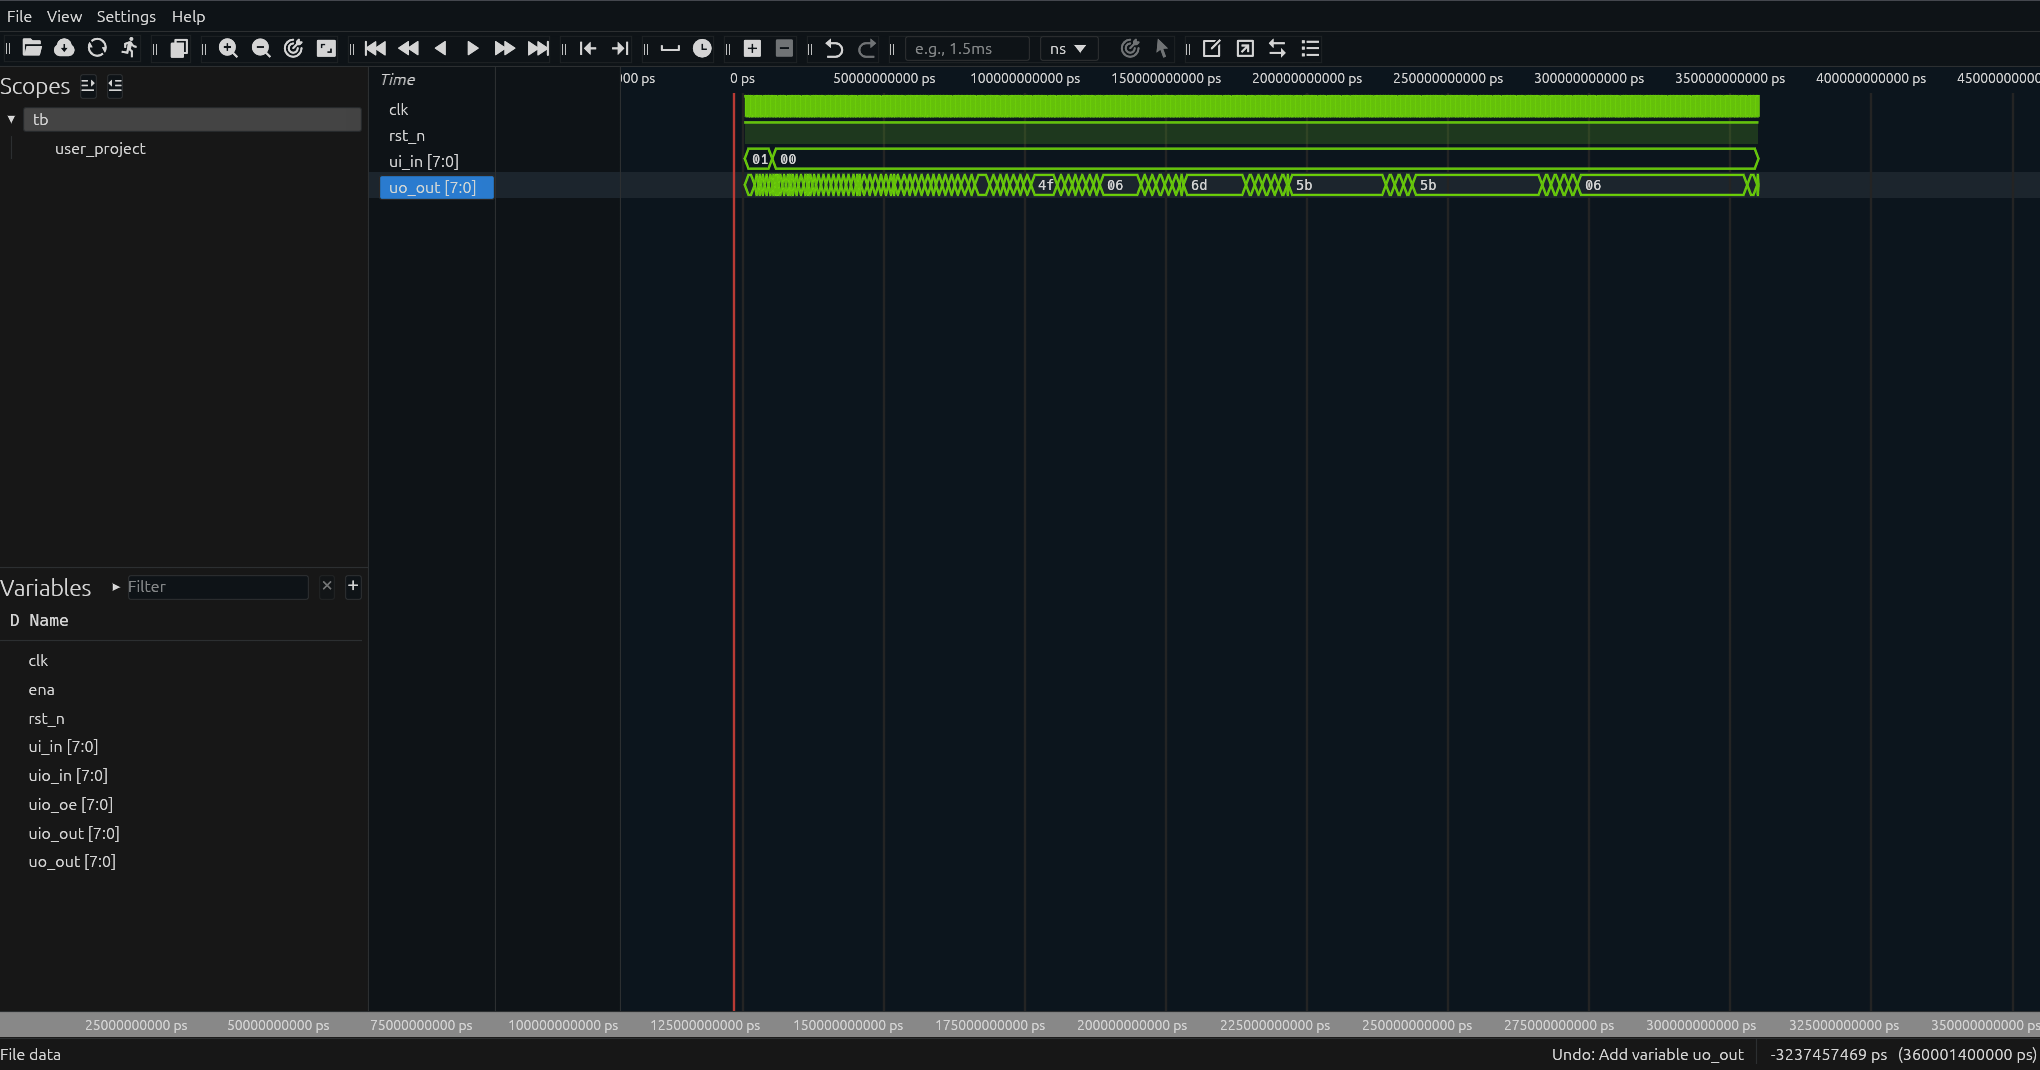 File View Settings Help
e.g., 1.5ms ns
Scopes
tb
user_project
Time
clk
rst_n
ui_in [7:0]
uo_out [7:0]
000 ps 0 ps 50000000000 ps 100000000000 ps 150000000000 ps 200000000000 ps 250000000000 ps 300000000000 ps 350000000000 ps 400000000000 ps 45000000000
01 00
4f 06 6d 5b 5b 06
Variables Filter
D Name
clk
ena
rst_n
ui_in [7:0]
uio_in [7:0]
uio_oe [7:0]
uio_out [7:0]
uo_out [7:0]
25000000000 ps 50000000000 ps 75000000000 ps 100000000000 ps 125000000000 ps 150000000000 ps 175000000000 ps 200000000000 ps 225000000000 ps 250000000000 ps 275000000000 ps 300000000000 ps 325000000000 ps 350000000000 ps
File data
Undo: Add variable uo_out -3237457469 ps (360001400000 ps)